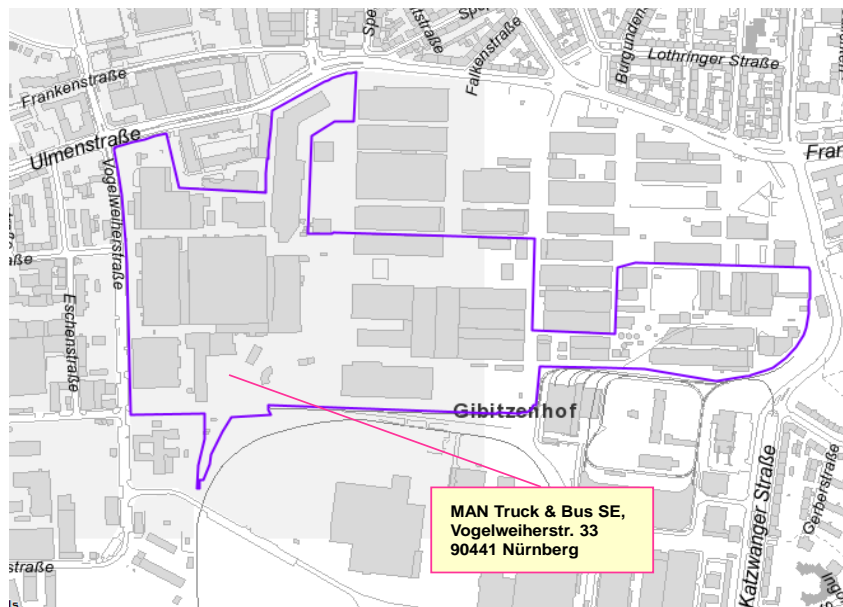 Frankenstraße
Falkenstraße
Lothringer Straße
Ulmenstraße
Vogelweiherstraße
Eschenstraße
Gibitzenhof
MAN Truck & Bus SE,
Vogelweiherstr. 33
90441 Nürnberg
Katzwanger Straße
Gerberstraße
straße